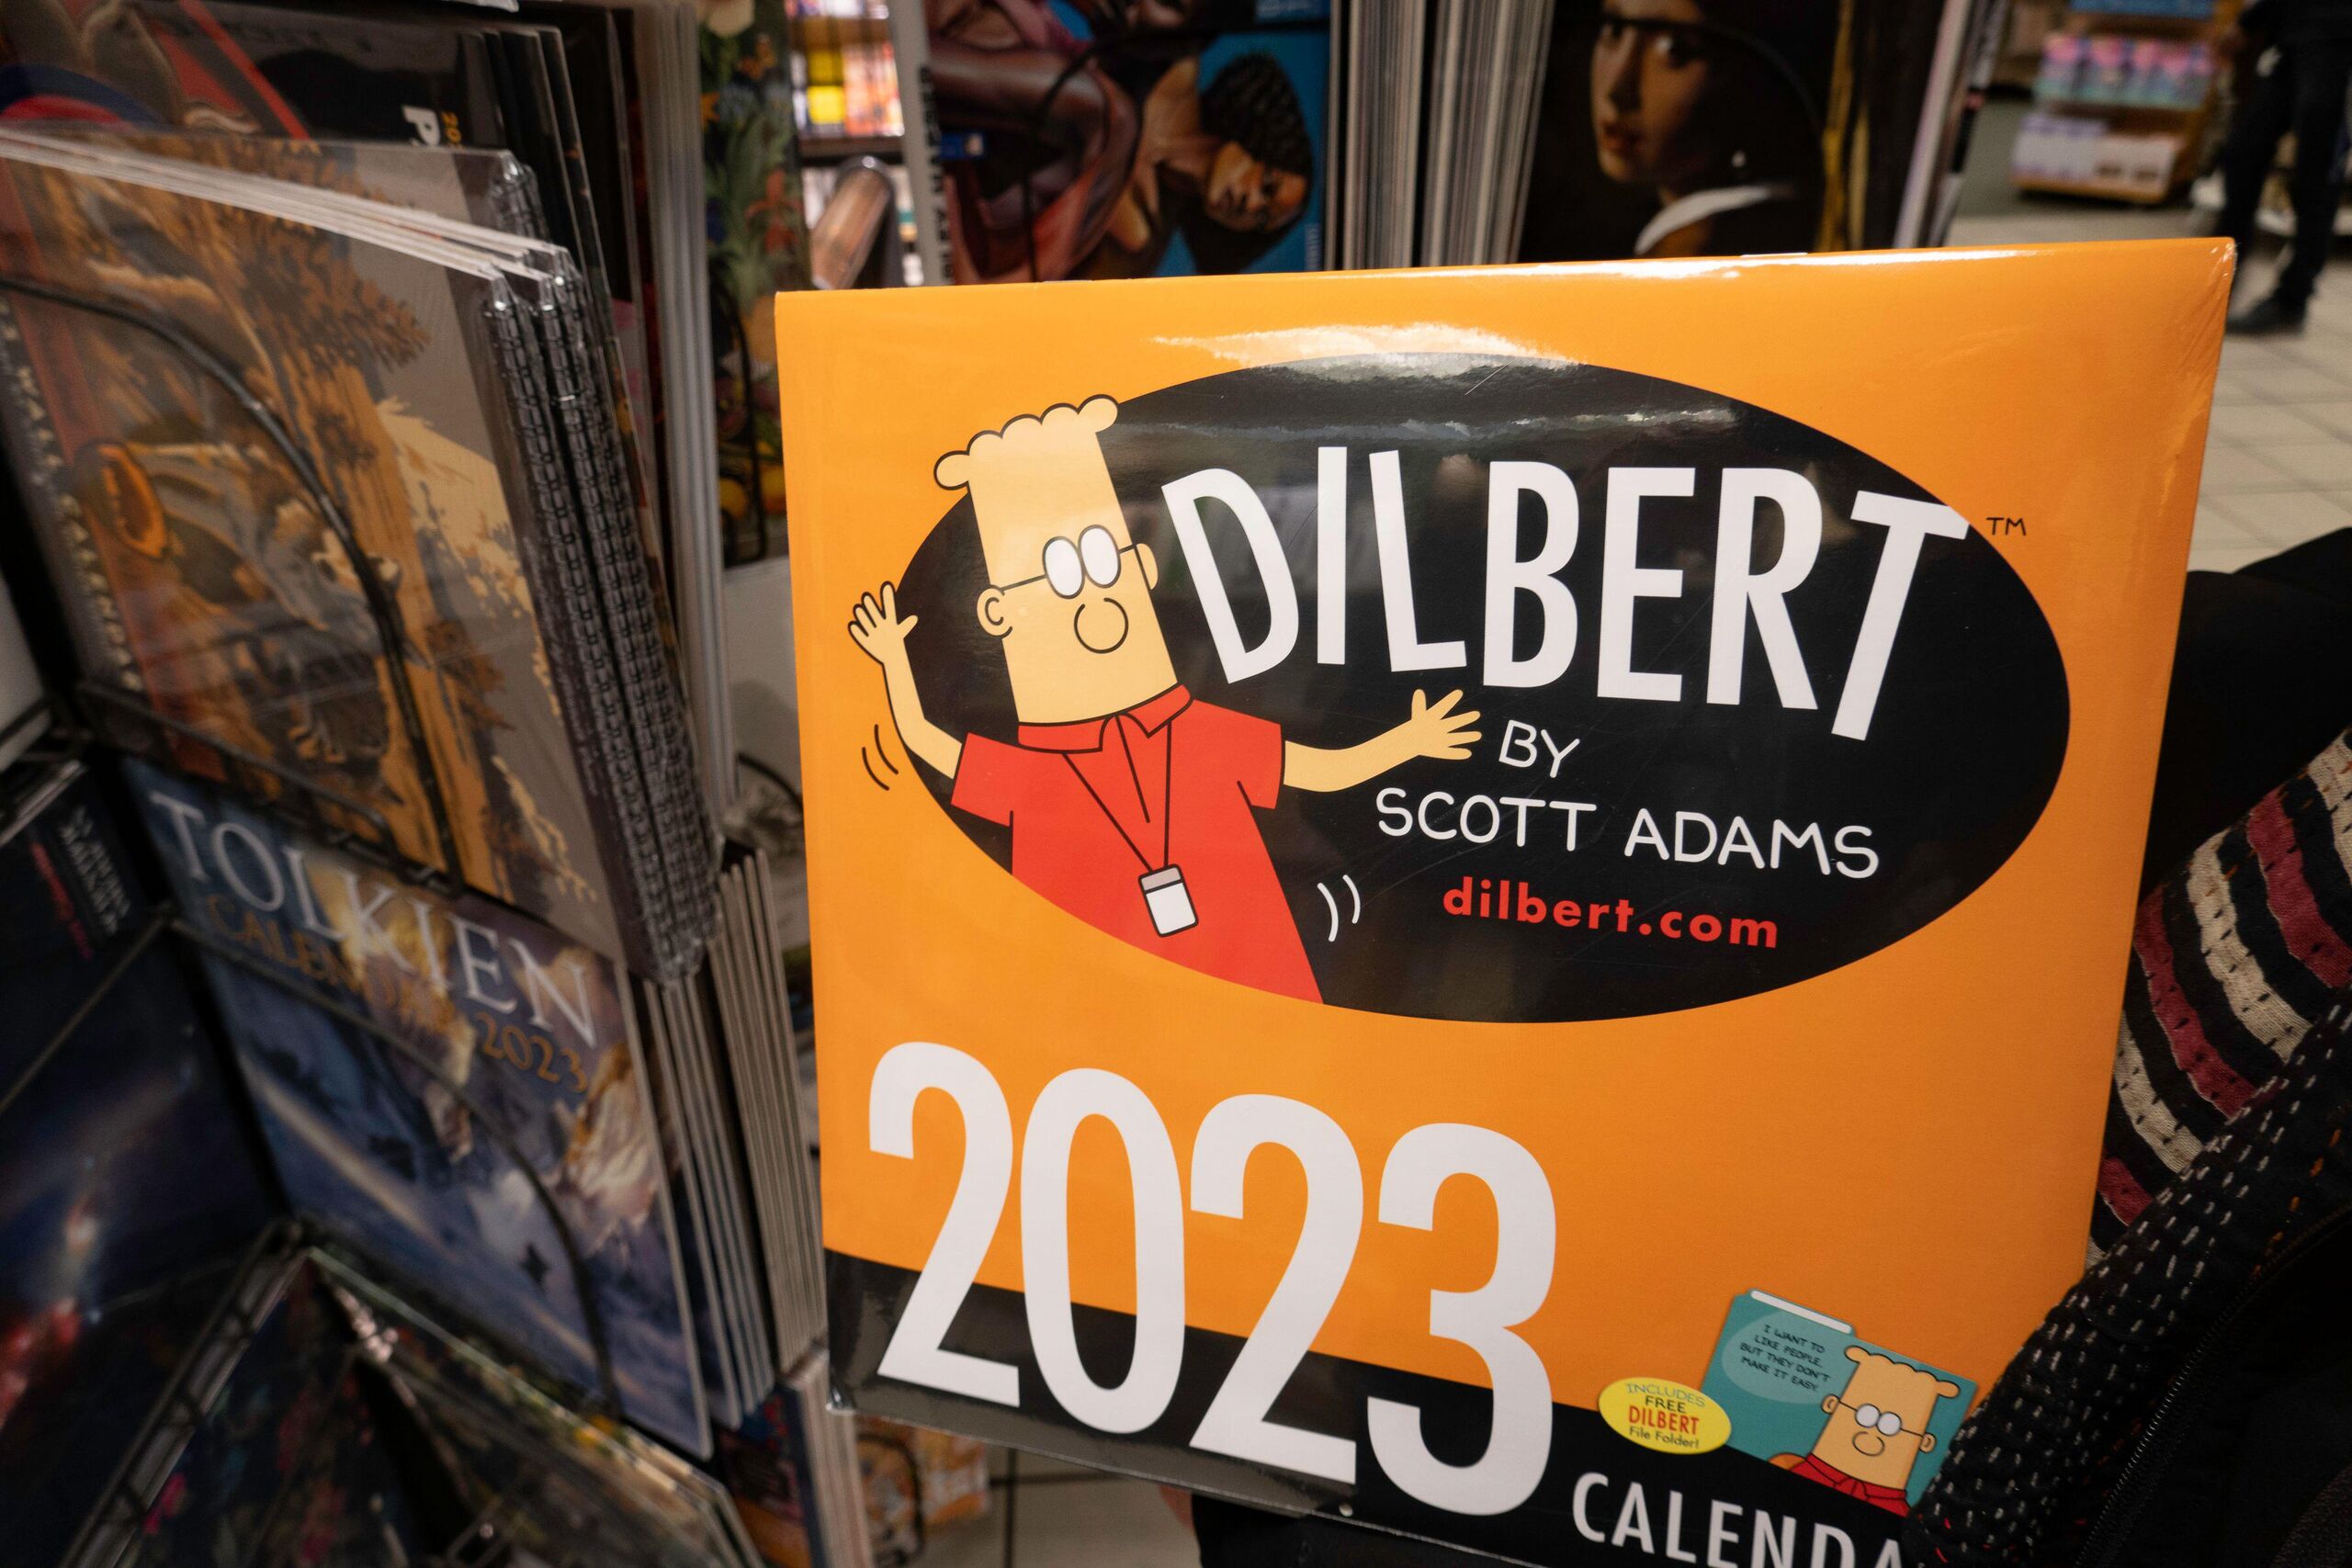 DILBERT™
BY
SCOTT ADAMS
dilbert.com
2023
I WANT TO
LIKE PEOPLE,
BUT THEY DON'T
MAKE IT EASY.
INCLUDES
FREE
DILBERT
File Folder!
CALENDA
TOLKIEN
CALENDAR
2023